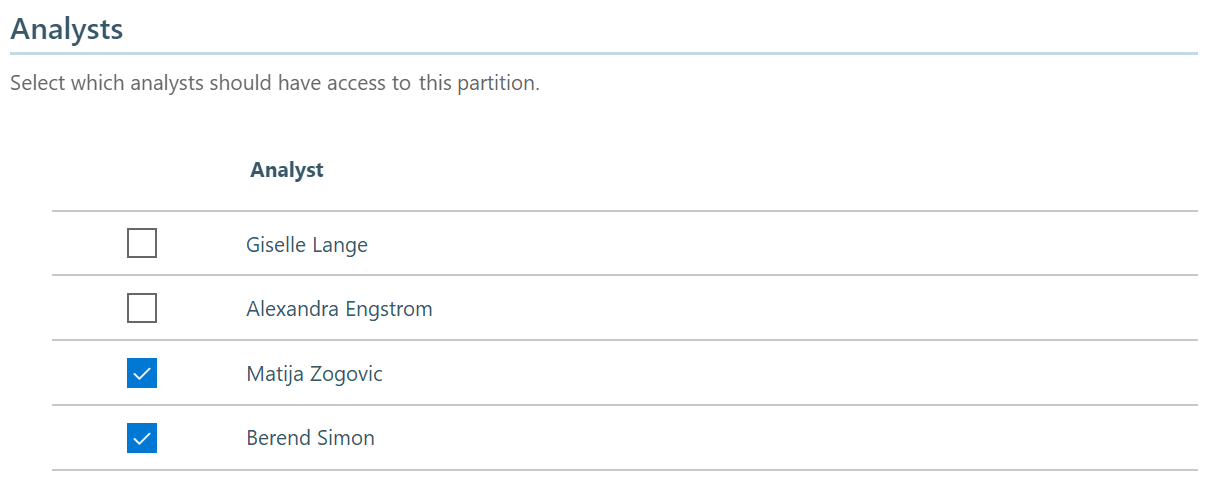 Analysts
Select which analysts should have access to this partition.
Analyst
Giselle Lange
Alexandra Engstrom
Matija Zogovic
Berend Simon